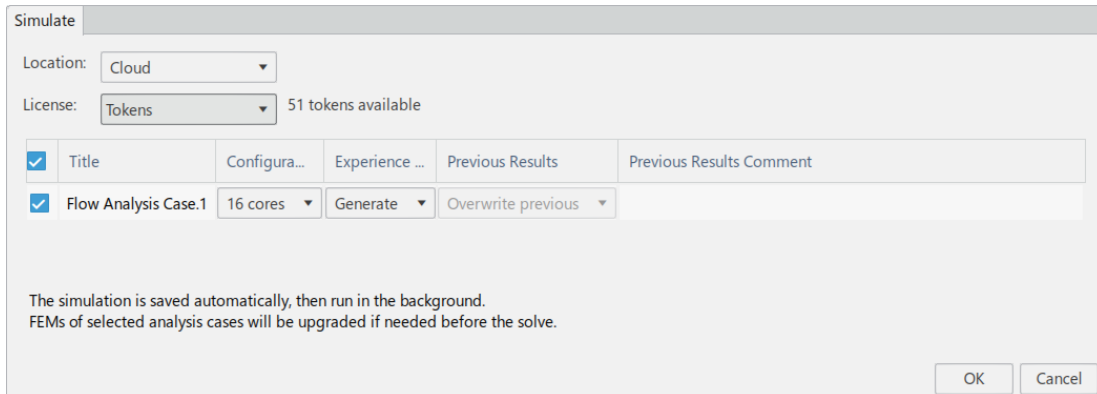 Simulate
Location: Cloud
License: Tokens 51 tokens available
Title Configura... Experience ... Previous Results Previous Results Comment
Flow Analysis Case.1 16 cores Generate Overwrite previous
The simulation is saved automatically, then run in the background.
FEMs of selected analysis cases will be upgraded if needed before the solve.
OK Cancel